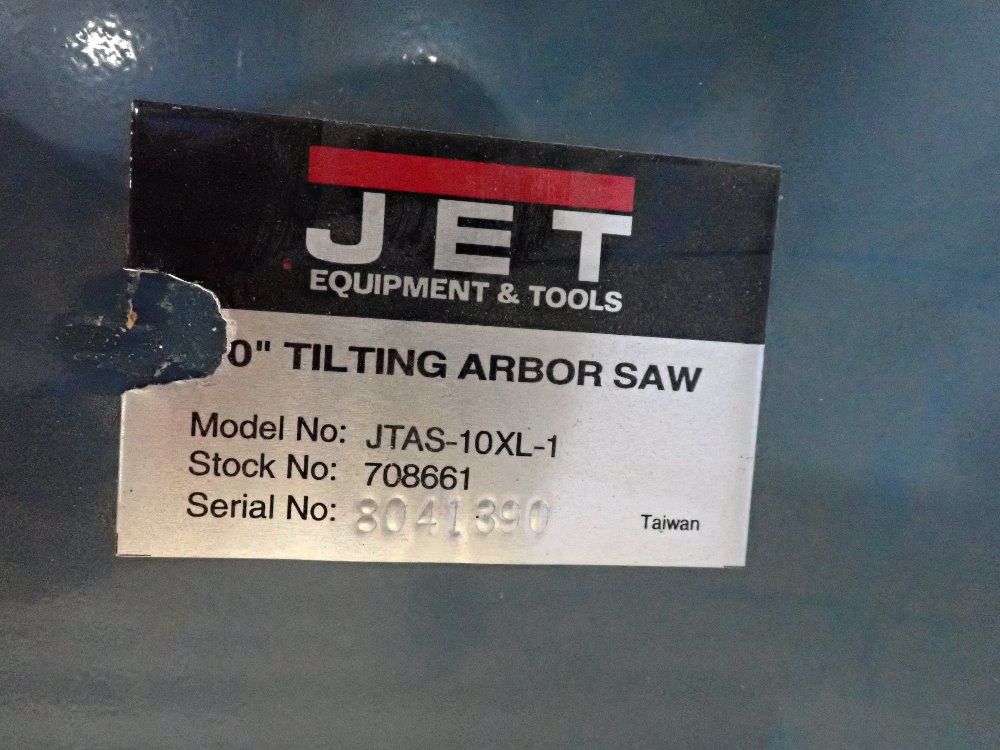 JET
EQUIPMENT & TOOLS
0" TILTING ARBOR SAW
Model No: JTAS-10XL-1
Stock No: 708661
Serial No: 8041390
Taiwan